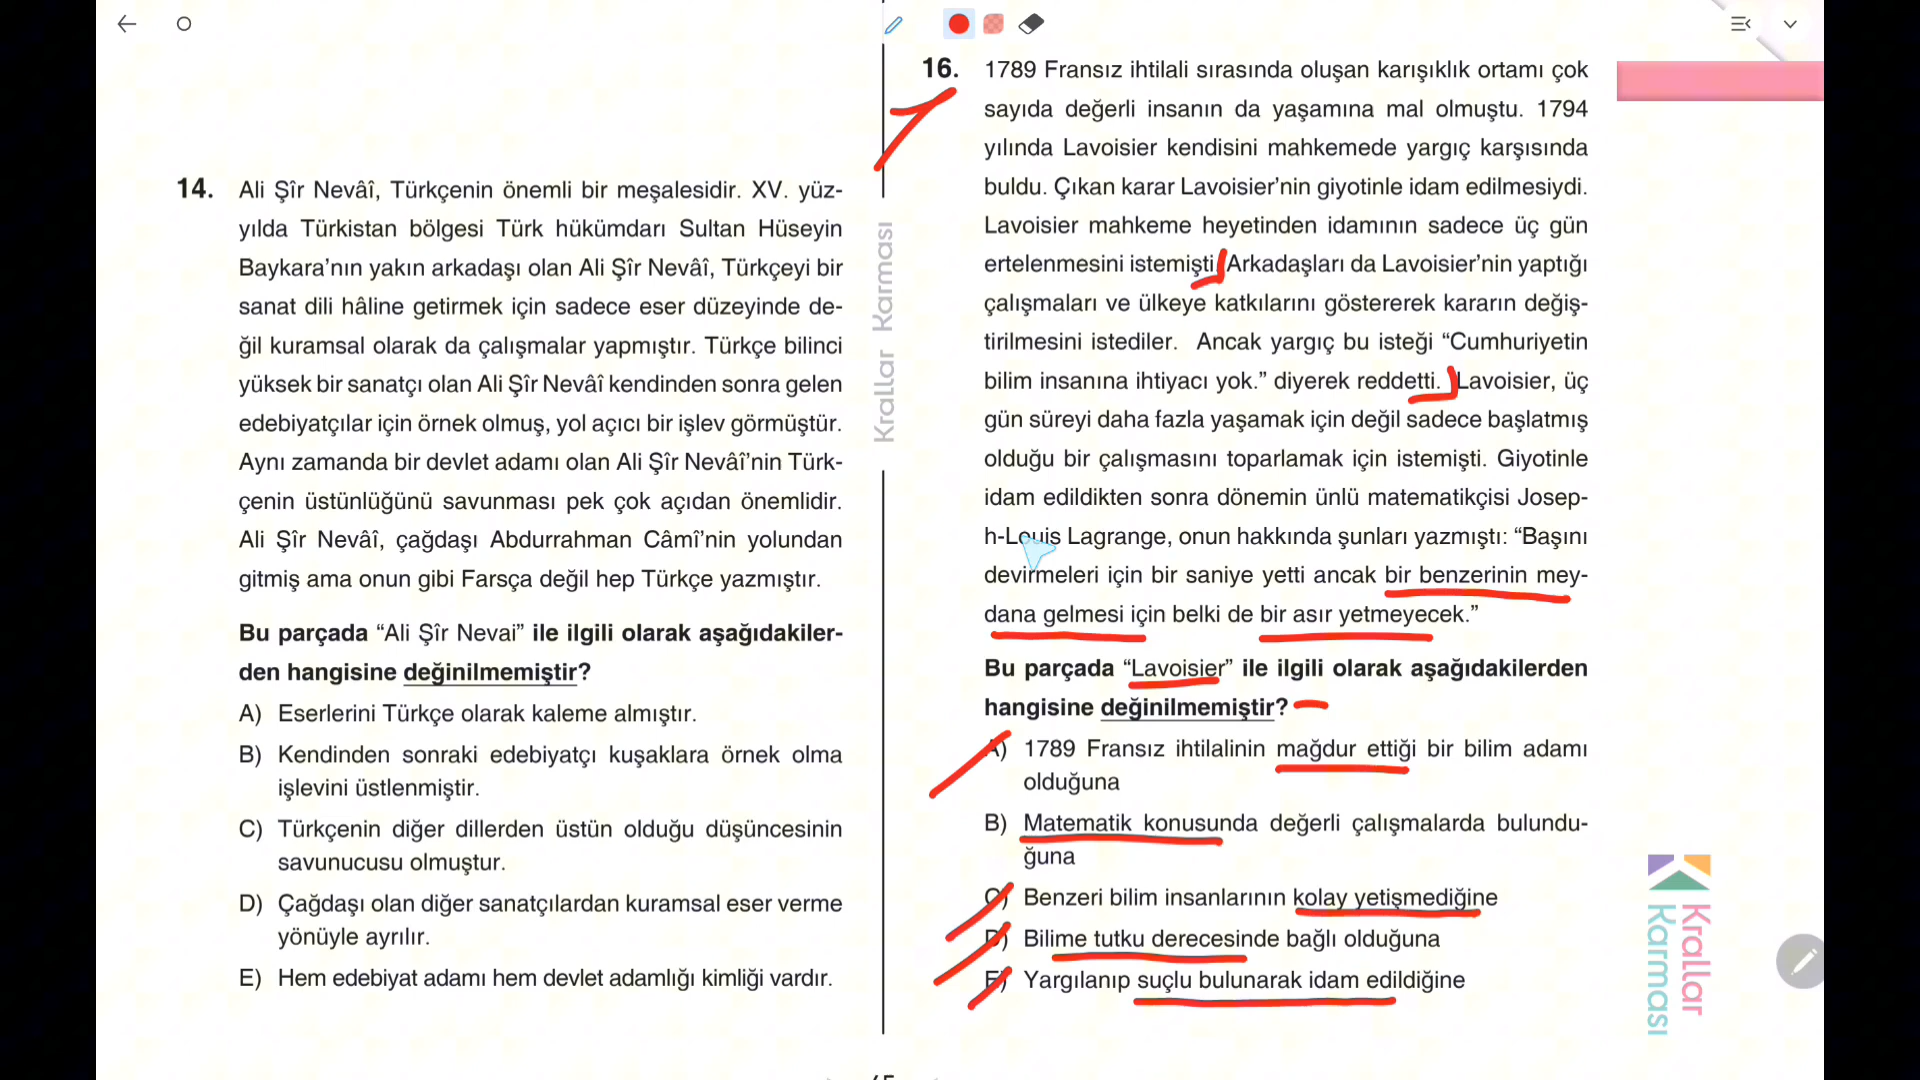 14. Ali Şîr Nevâî, Türkçenin önemli bir meşalesidir. XV. yüz-
yılda Türkistan bölgesi Türk hükümdarı Sultan Hüseyin
Baykara’nın yakın arkadaşı olan Ali Şîr Nevâî, Türkçeyi bir
sanat dili hâline getirmek için sadece eser düzeyinde de-
ğil kuramsal olarak da çalışmalar yapmıştır. Türkçe bilinci
yüksek bir sanatçı olan Ali Şîr Nevâî kendinden sonra gelen
edebiyatçılar için örnek olmuş, yol açıcı bir işlev görmüştür.
Aynı zamanda bir devlet adamı olan Ali Şîr Nevâî’nin Türk-
çenin üstünlüğünü savunması pek çok açıdan önemlidir.
Ali Şîr Nevâî, çağdaşı Abdurrahman Câmî’nin yolundan
gitmiş ama onun gibi Farsça değil hep Türkçe yazmıştır.
Bu parçada “Ali Şîr Nevai” ile ilgili olarak aşağıdakiler-
den hangisine değinilmemiştir?
A) Eserlerini Türkçe olarak kaleme almıştır.
B) Kendinden sonraki edebiyatçı kuşaklara örnek olma
işlevini üstlenmiştir.
C) Türkçenin diğer dillerden üstün olduğu düşüncesinin
savunucusu olmuştur.
D) Çağdaşı olan diğer sanatçılardan kuramsal eser verme
yönüyle ayrılır.
E) Hem edebiyat adamı hem devlet adamlığı kimliği vardır.
Krallar Karması
16. 1789 Fransız ihtilali sırasında oluşan karışıklık ortamı çok
sayıda değerli insanın da yaşamına mal olmuştu. 1794
yılında Lavoisier kendisini mahkemede yargıç karşısında
buldu. Çıkan karar Lavoisier’nin giyotinle idam edilmesiydi.
Lavoisier mahkeme heyetinden idamının sadece üç gün
ertelenmesini istemişti. Arkadaşları da Lavoisier’nin yaptığı
çalışmaları ve ülkeye katkılarını göstererek kararın değiş-
tirilmesini istediler. Ancak yargıç bu isteği “Cumhuriyetin
bilim insanına ihtiyacı yok.” diyerek reddetti. Lavoisier, üç
gün süreyi daha fazla yaşamak için değil sadece başlatmış
olduğu bir çalışmasını toparlamak için istemişti. Giyotinle
idam edildikten sonra dönemin ünlü matematikçisi Josep-
h-Louis Lagrange, onun hakkında şunları yazmıştı: “Başını
devirmeleri için bir saniye yetti ancak bir benzerinin mey-
dana gelmesi için belki de bir asır yetmeyecek.”
Bu parçada “Lavoisier” ile ilgili olarak aşağıdakilerden
hangisine değinilmemiştir?
A) 1789 Fransız ihtilalinin mağdur ettiği bir bilim adamı
olduğuna
B) Matematik konusunda değerli çalışmalarda bulundu-
ğuna
C) Benzeri bilim insanlarının kolay yetişmediğine
D) Bilime tutku derecesinde bağlı olduğuna
E) Yargılanıp suçlu bulunarak idam edildiğine
Krallar
Karması